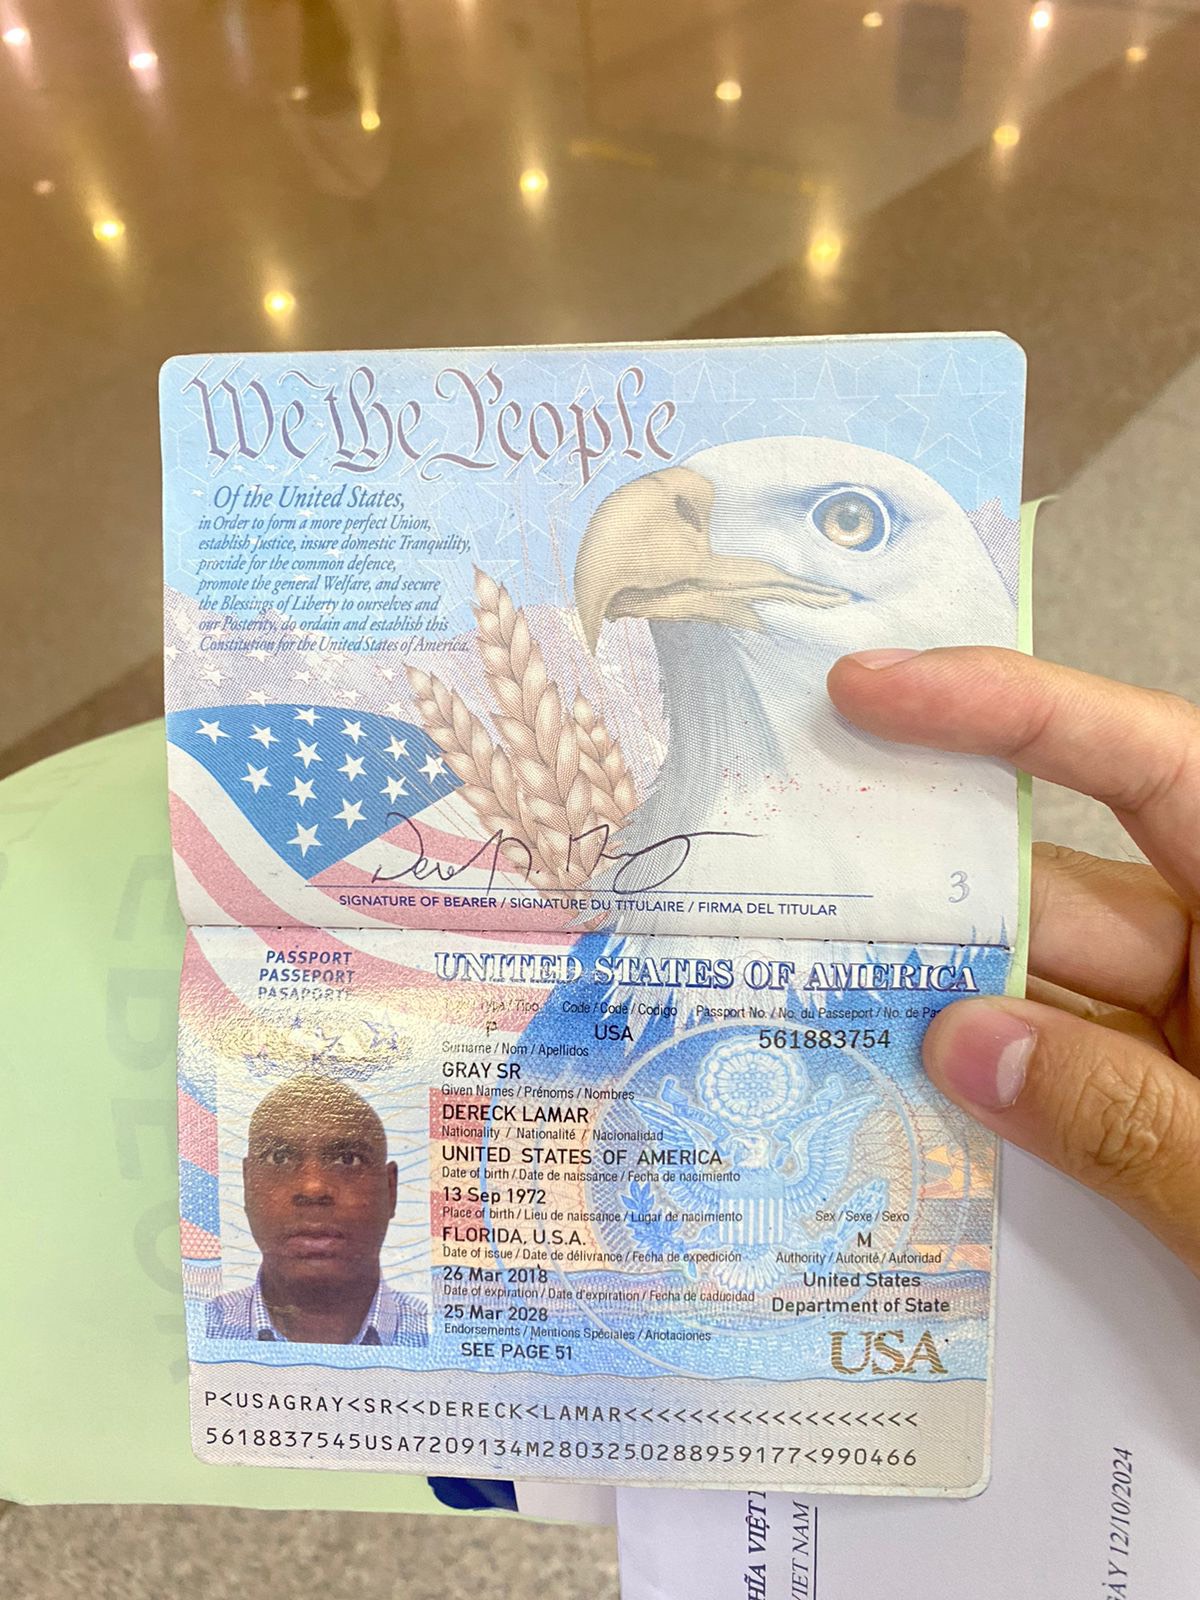 We the People
Of the United States,
in Order to form a more perfect Union,
establish Justice, insure domestic Tranquility,
provide for the common defence,
promote the general Welfare, and secure
the Blessings of Liberty to ourselves and
our Posterity, do ordain and establish this
Constitution for the United States of America.
SIGNATURE OF BEARER / SIGNATURE DU TITULAIRE / FIRMA DEL TITULAR
3
PASSPORT
PASSEPORT
PASAPORTE
UNITED STATES OF AMERICA
Type / Tipo Code / Code / Codigo Passport No. / No. du Passeport / No. de
P USA 561883754
Surname / Nom / Apellidos
GRAY SR
Given Names / Prénoms / Nombres
DERECK LAMAR
Nationality / Nationalité / Nacionalidad
UNITED STATES OF AMERICA
Date of birth / Date de naissance / Fecha de nacimiento
13 Sep 1972
Place of birth / Lieu de naissance / Lugar de nacimiento Sex / Sexe / Sexo
FLORIDA, U.S.A. M
Date of issue / Date de délivrance / Fecha de expedición Authority / Autorité / Autoridad
26 Mar 2018 United States
Date of expiration / Date d'expiration / Fecha de caducidad
25 Mar 2028 Department of State
Endorsements / Mentions Spéciales / Anotaciones
SEE PAGE 51
USA
P<USAGRAY<SR<<DERECK<LAMAR<<<<<<<<<<<<<<<<<<
5618837545USA7209134M2803250288959177<990466
VIỆT
VIET NAM
12/10/2024